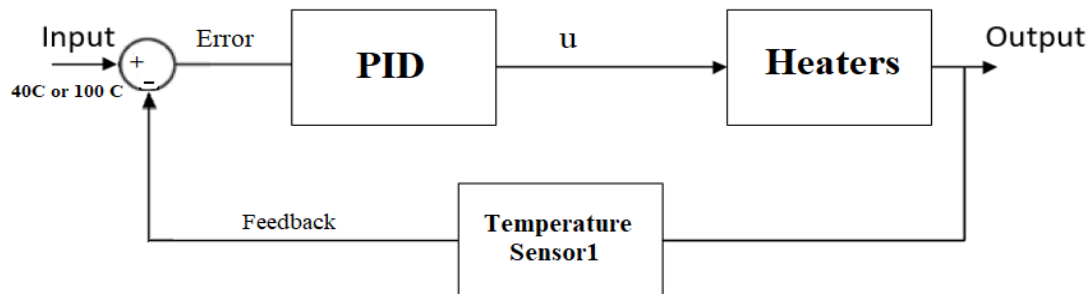 Input
Error
PID
u
Heaters
Output
+
−
40C or 100 C
Feedback
Temperature
Sensor1